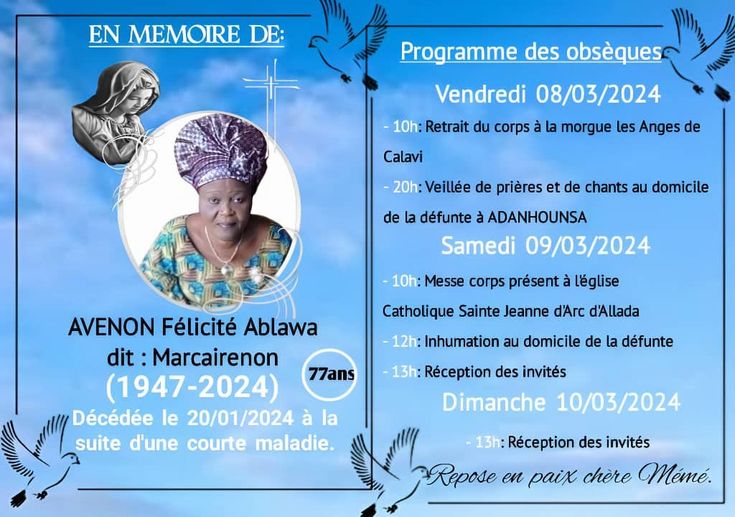 EN MEMOIRE DE:
AVENON Félicité Ablawa
dit : Marcairenon
(1947-2024)
77ans
Décédée le 20/01/2024 à la
suite d'une courte maladie.
Programme des obsèques
Vendredi 08/03/2024
- 10h: Retrait du corps à la morgue les Anges de
Calavi
- 20h: Veillée de prières et de chants au domicile
de la défunte à ADANHOUNSA
Samedi 09/03/2024
- 10h: Messe corps présent à l'église
Catholique Sainte Jeanne d'Arc d'Allada
- 12h: Inhumation au domicile de la défunte
- 13h: Réception des invités
Dimanche 10/03/2024
- 13h: Réception des invités
Repose en paix chère Mémé.